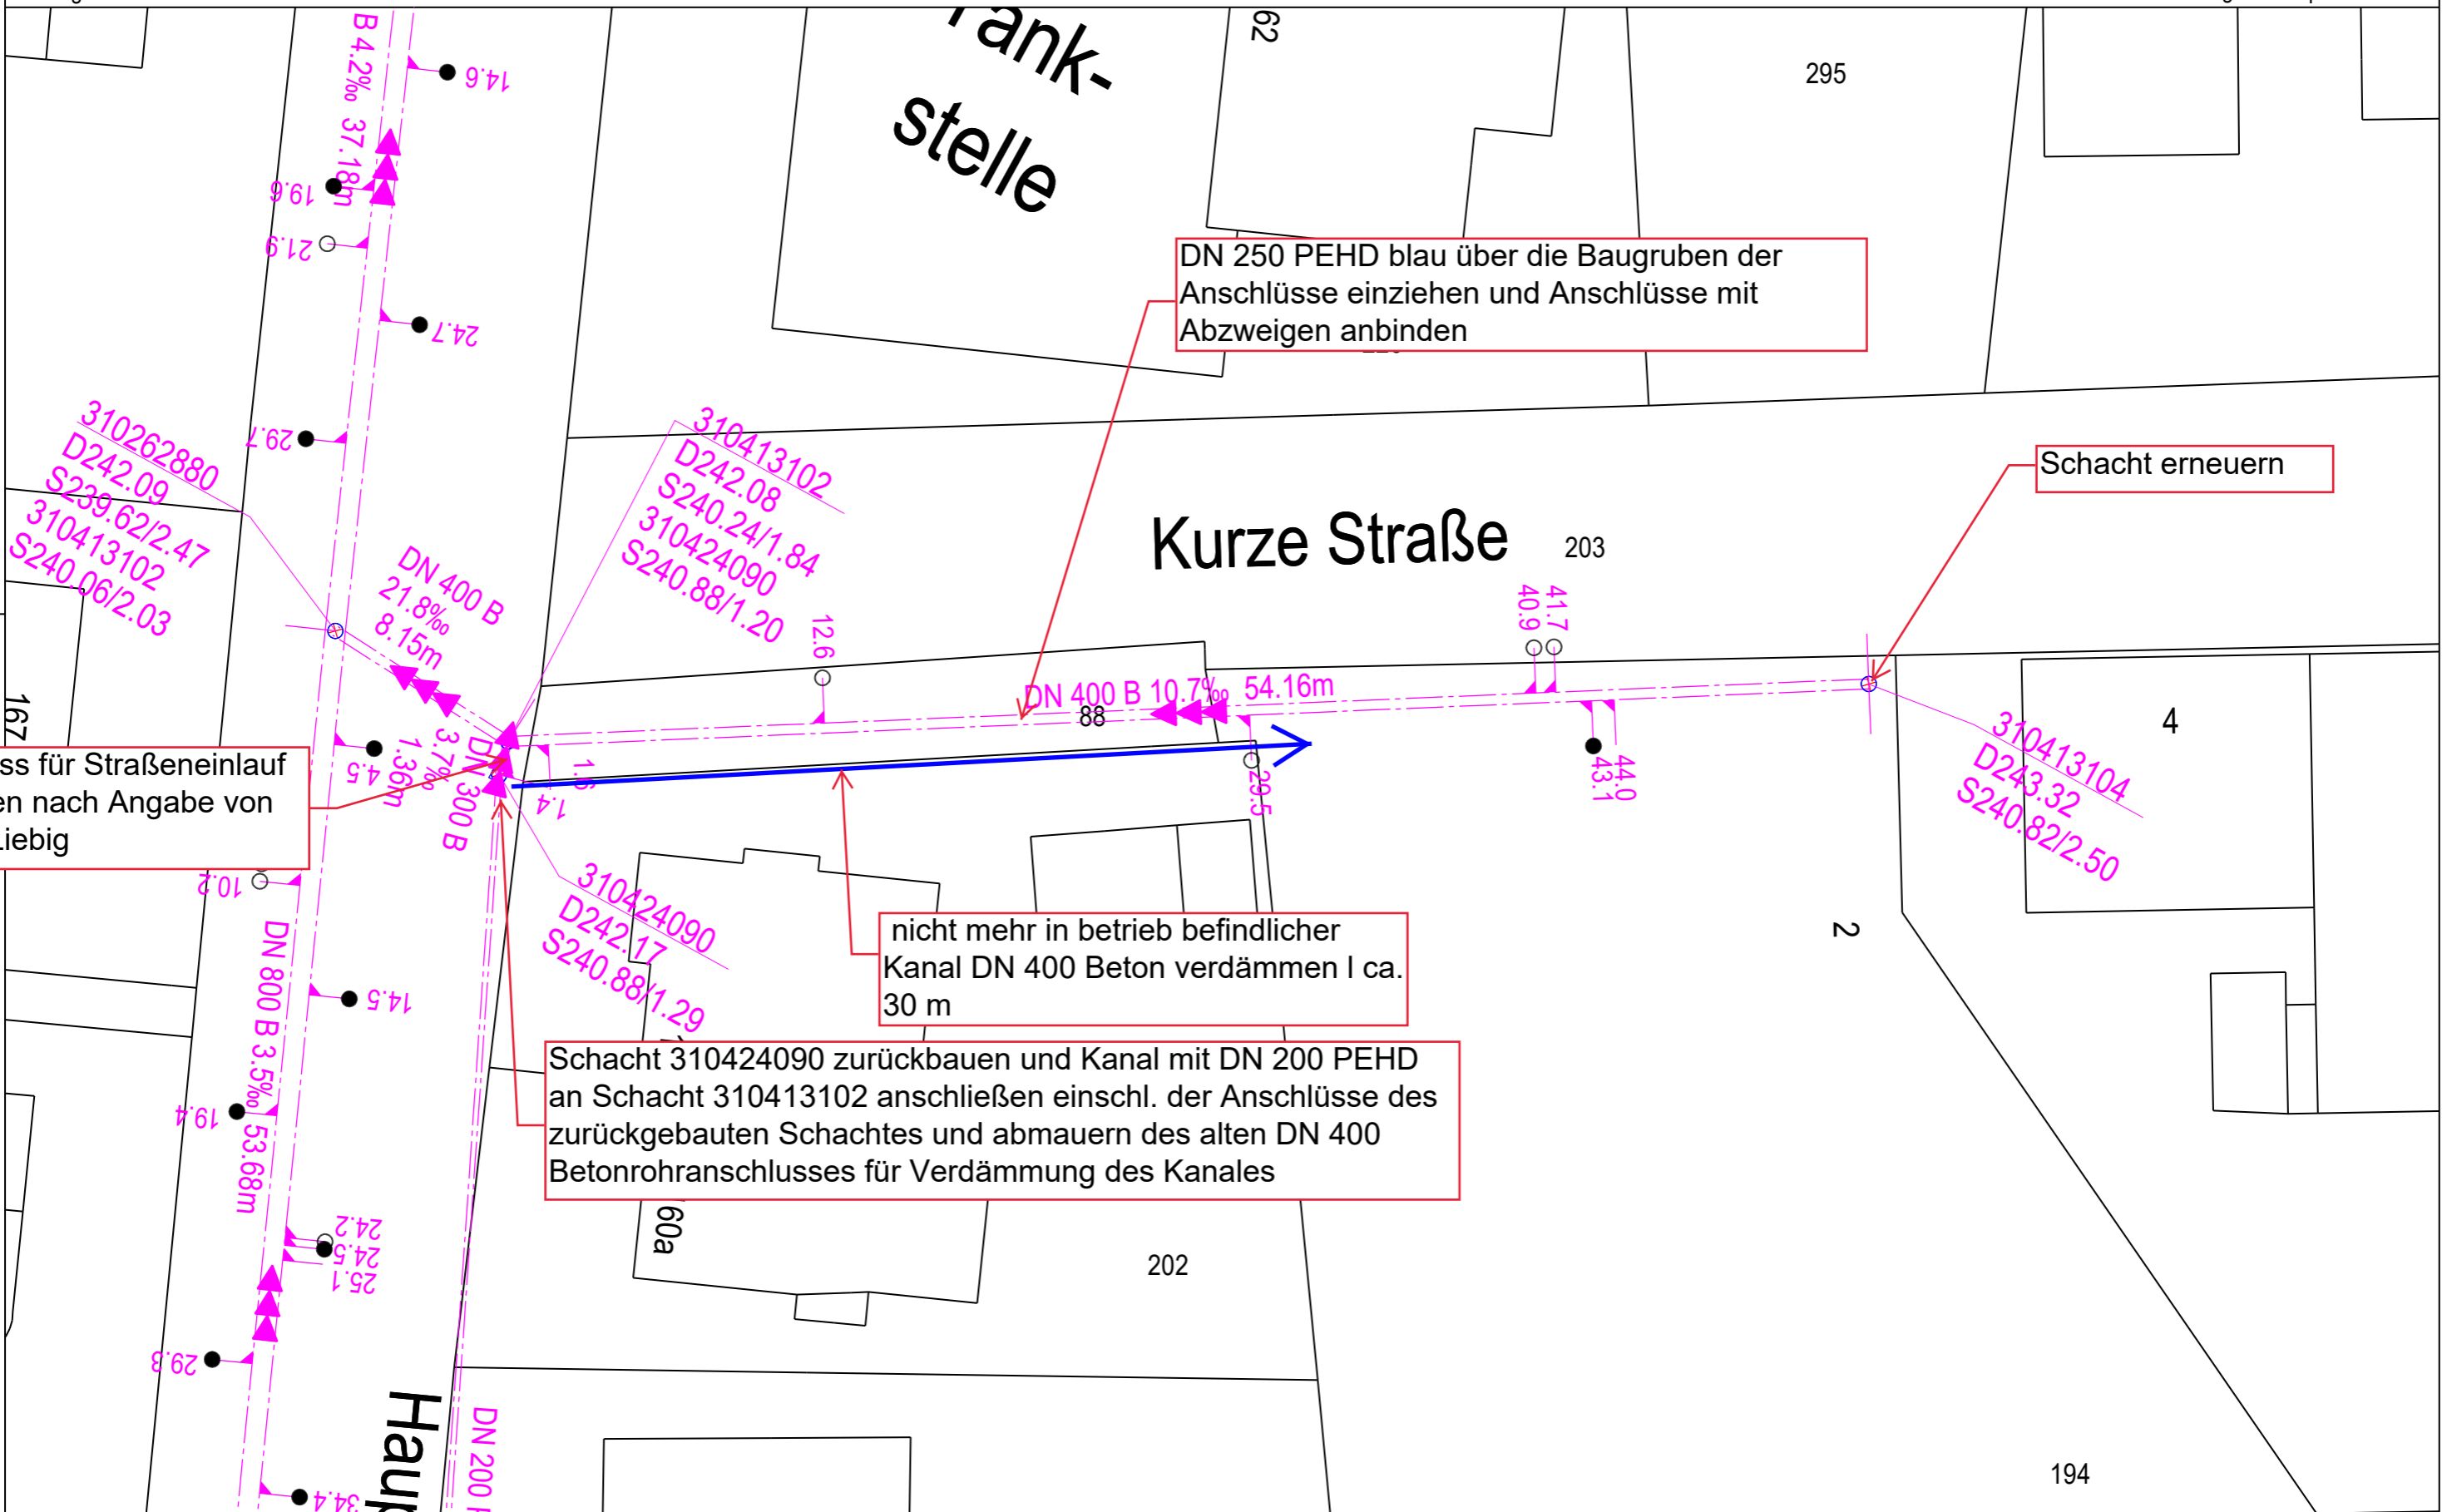 B 4.2‰ 37.18m
14.6
19.6
21.9
24.7
29.7
Tank-
stelle
62
295
DN 250 PEHD blau über die Baugruben der
Anschlüsse einziehen und Anschlüsse mit
Abzweigen anbinden
Schacht erneuern
310262880
D242.09
S239.62/2.47
310413102
S240.06/2.03
DN 400 B
21.8‰
8.15m
310413102
D242.08
S240.24/1.84
310424090
S240.88/1.20
Kurze Straße
203
12.6
40.9
41.7
DN 400 B 10.7‰ 54.16m
88
167
4.5
1.36m
3.7‰
DN 300 B
1.6
1.4
29.5
43.1
44.0
310413104
D243.32
S240.82/2.50
4
2
ss für Straßeneinlauf
en nach Angabe von
Liebig
10.2
310424090
D242.17
S240.88/1.29
nicht mehr in betrieb befindlicher
Kanal DN 400 Beton verdämmen l ca.
30 m
DN 800 B 3.5‰ 53.68m
14.5
19.4
Schacht 310424090 zurückbauen und Kanal mit DN 200 PEHD
an Schacht 310413102 anschließen einschl. der Anschlüsse des
zurückgebauten Schachtes und abmauern des alten DN 400
Betonrohranschlusses für Verdämmung des Kanales
60a
202
24.2
24.5
25.1
29.3
Haup
DN 200
34.4
194